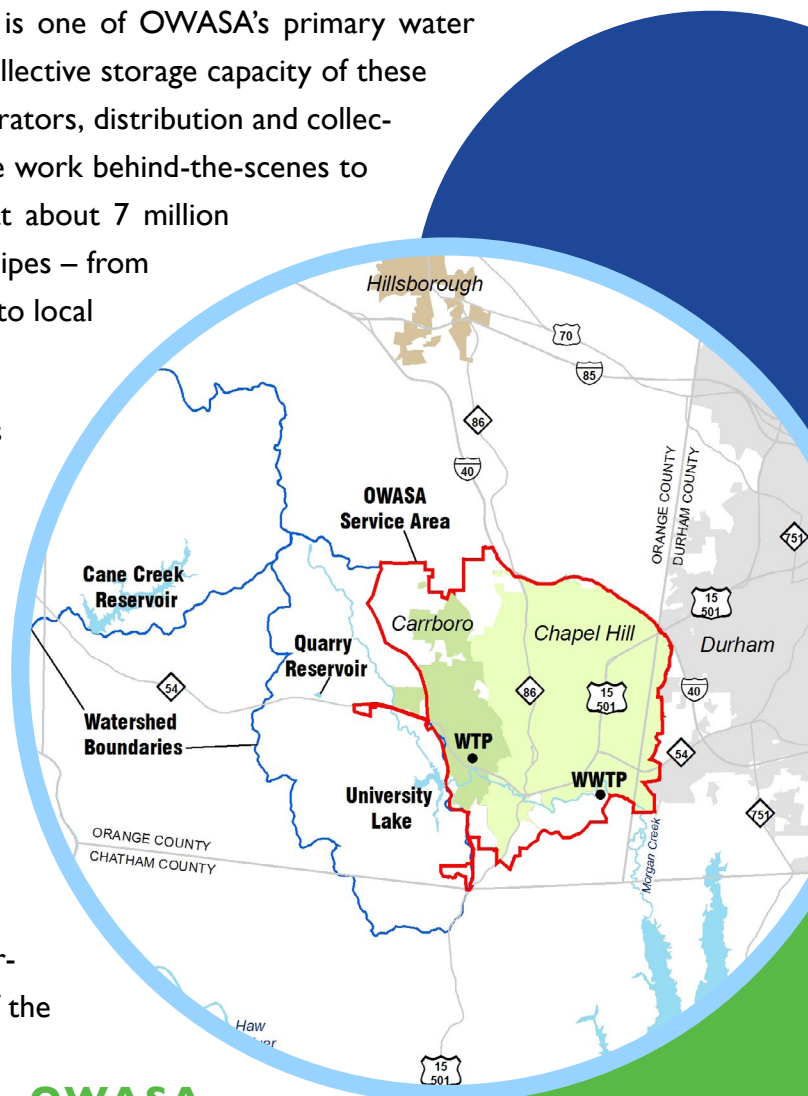 is one of OWASA's primary water
ollective storage capacity of these
rators, distribution and collec-
e work behind-the-scenes to
t about 7 million
ipes – from
to local
s
Hillsborough
70
85
86
40
OWASA
Service Area
ORANGE COUNTY
DURHAM COUNTY
751
Cane Creek
Reservoir
15
501
Carrboro
Chapel Hill
Durham
Quarry
Reservoir
54
86
15
501
40
Watershed
Boundaries
WTP
54
WWTP
University
Lake
751
ORANGE COUNTY
CHATHAM COUNTY
Morgan Creek
r-
f the
Haw
15
501
OWASA